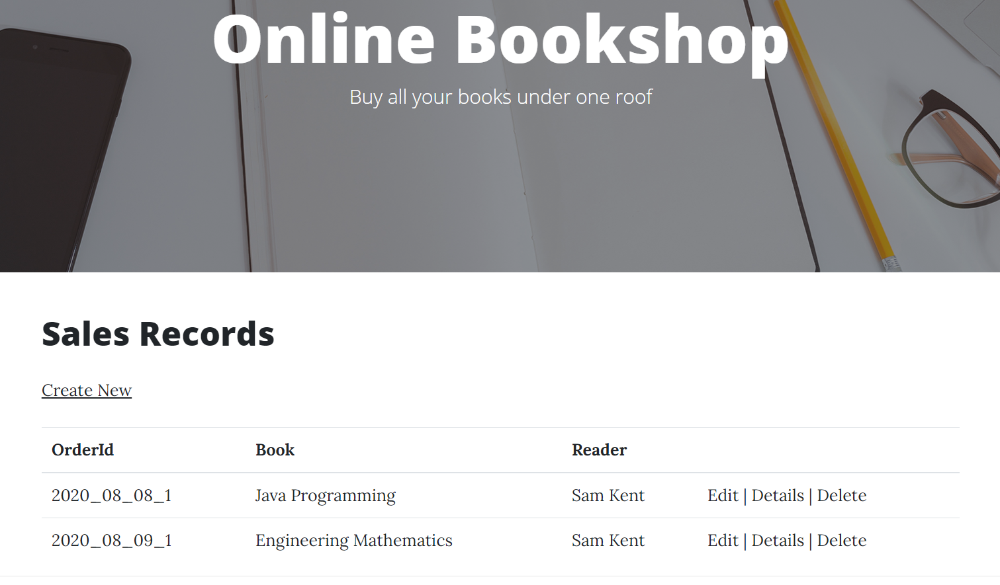 Online Bookshop
Buy all your books under one roof
Sales Records
Create New
OrderId Book Reader
2020_08_08_1 Java Programming Sam Kent Edit | Details | Delete
2020_08_09_1 Engineering Mathematics Sam Kent Edit | Details | Delete